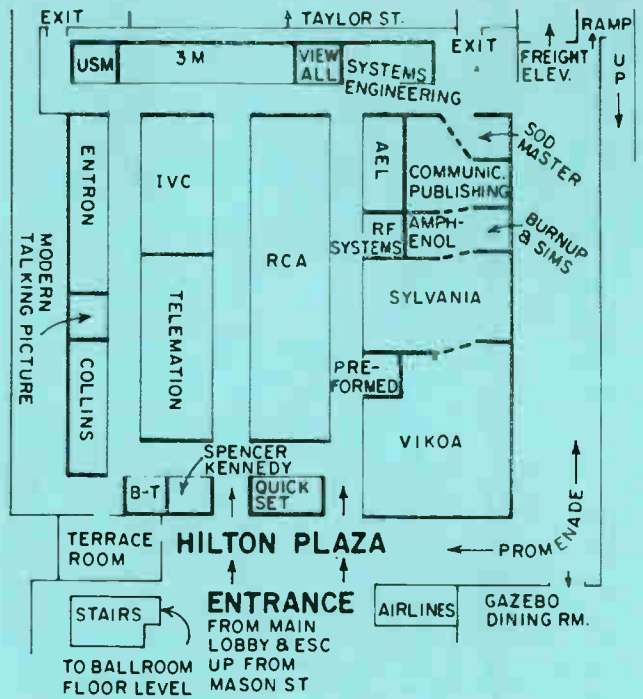 EXIT
TAYLOR ST.
EXIT
FREIGHT
ELEV.
RAMP
UP
USM
3 M
VIEW
ALL
SYSTEMS
ENGINEERING
ENTRON
MODERN
TALKING PICTURE
COLLINS
IVC
TELEMATION
RCA
AEL
COMMUNIC.
PUBLISHING
SOD
MASTER
RF
SYSTEMS
AMPH-
ENOL
BURNUP
& SIMS
SYLVANIA
PRE-
FORMED
VIKOA
SPENCER
KENNEDY
B-T
QUICK
SET
TERRACE
ROOM
HILTON PLAZA
PROMENADE
STAIRS
TO BALLROOM
FLOOR LEVEL
ENTRANCE
FROM MAIN
LOBBY & ESC
UP FROM
MASON ST
AIRLINES
GAZEBO
DINING RM.